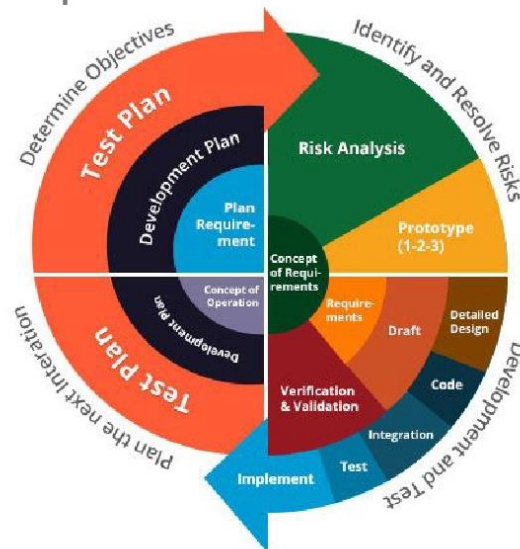 Determine Objectives
Identify and Resolve Risks
Test Plan
Development Plan
Plan
Require-
ment
Risk Analysis
Prototype
(1-2-3)
Concept
of Requi-
rements
Concept of
Operation
Development Plan
Test Plan
Plan the next Interation
Require-
ments
Draft
Detailed
Design
Code
Integration
Test
Implement
Verification
& Validation
Development and Test